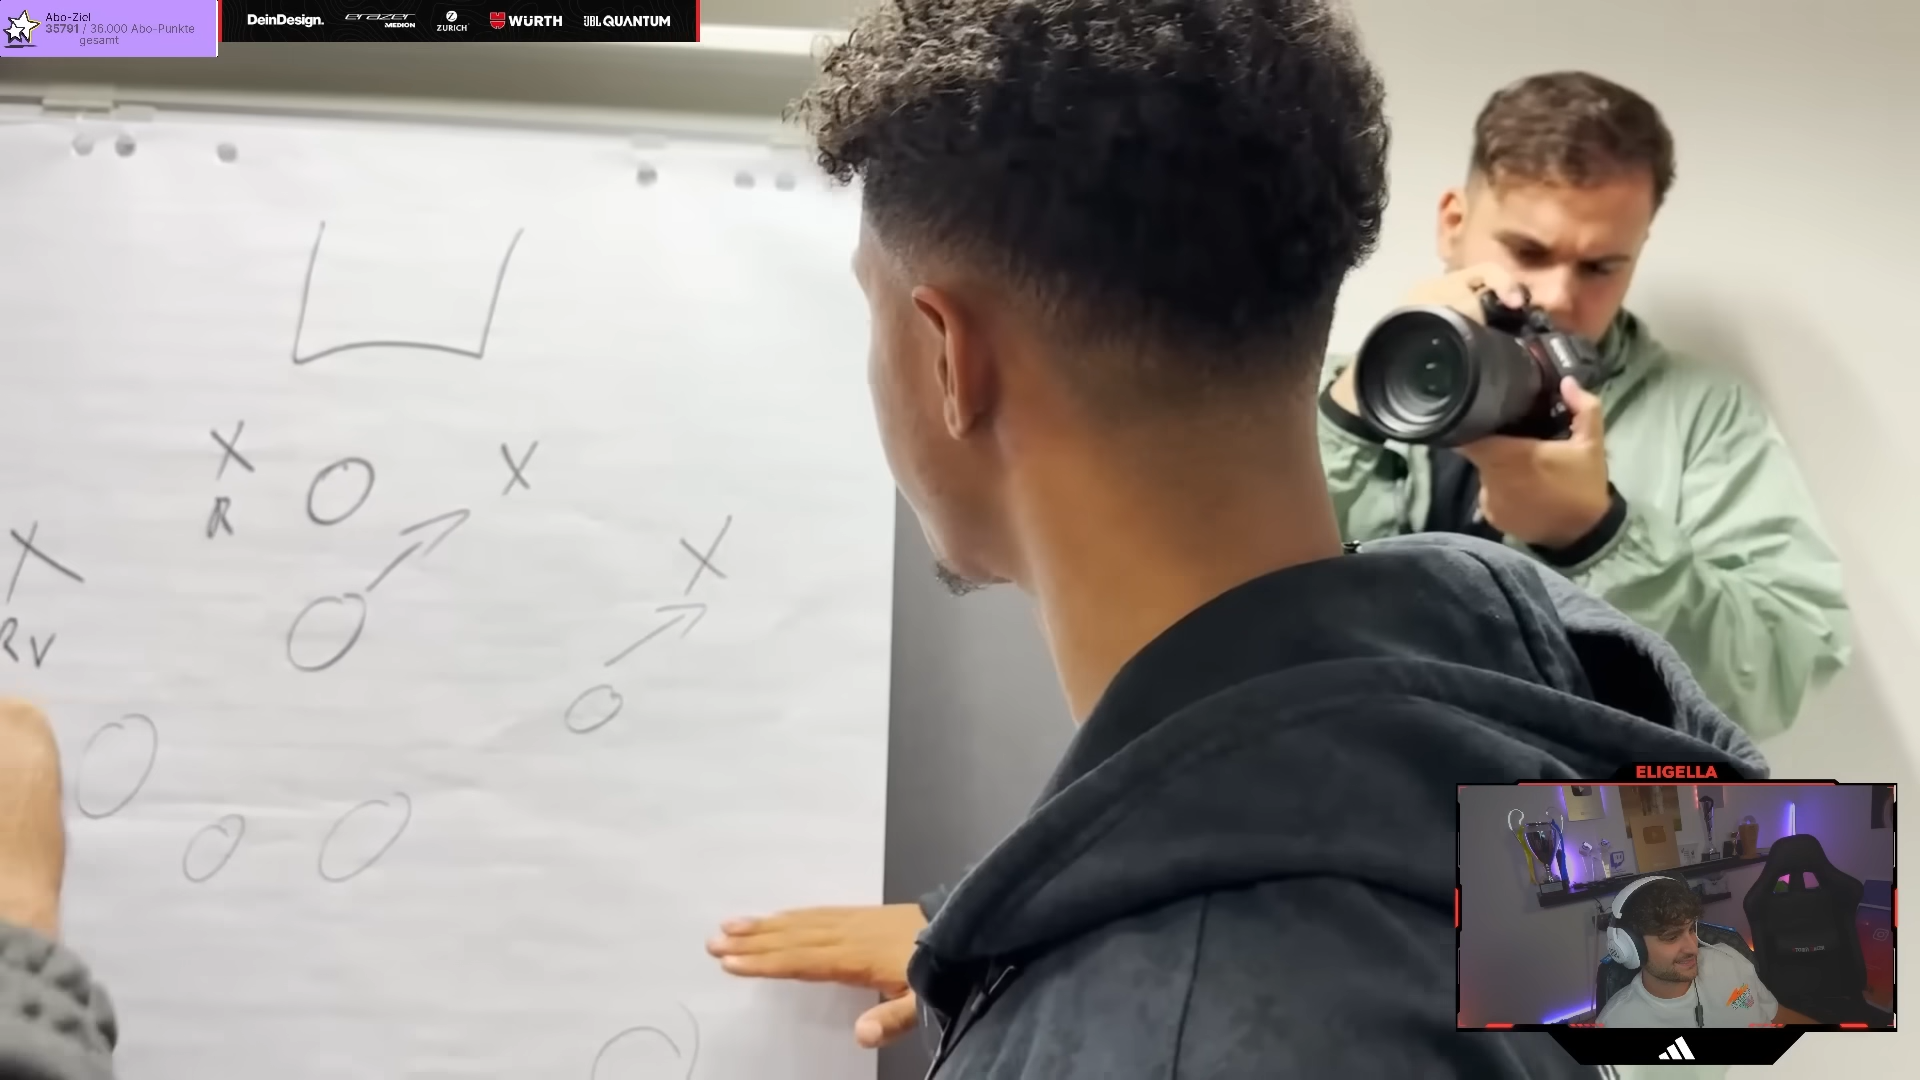 Abo-Ziel
35791 / 36.000 Abo-Punkte
gesamt
DeinDesign.
erazer
MEDION
ZURICH
WÜRTH
JBL QUANTUM
X
X
R
X
X
RV
ELIGELLA